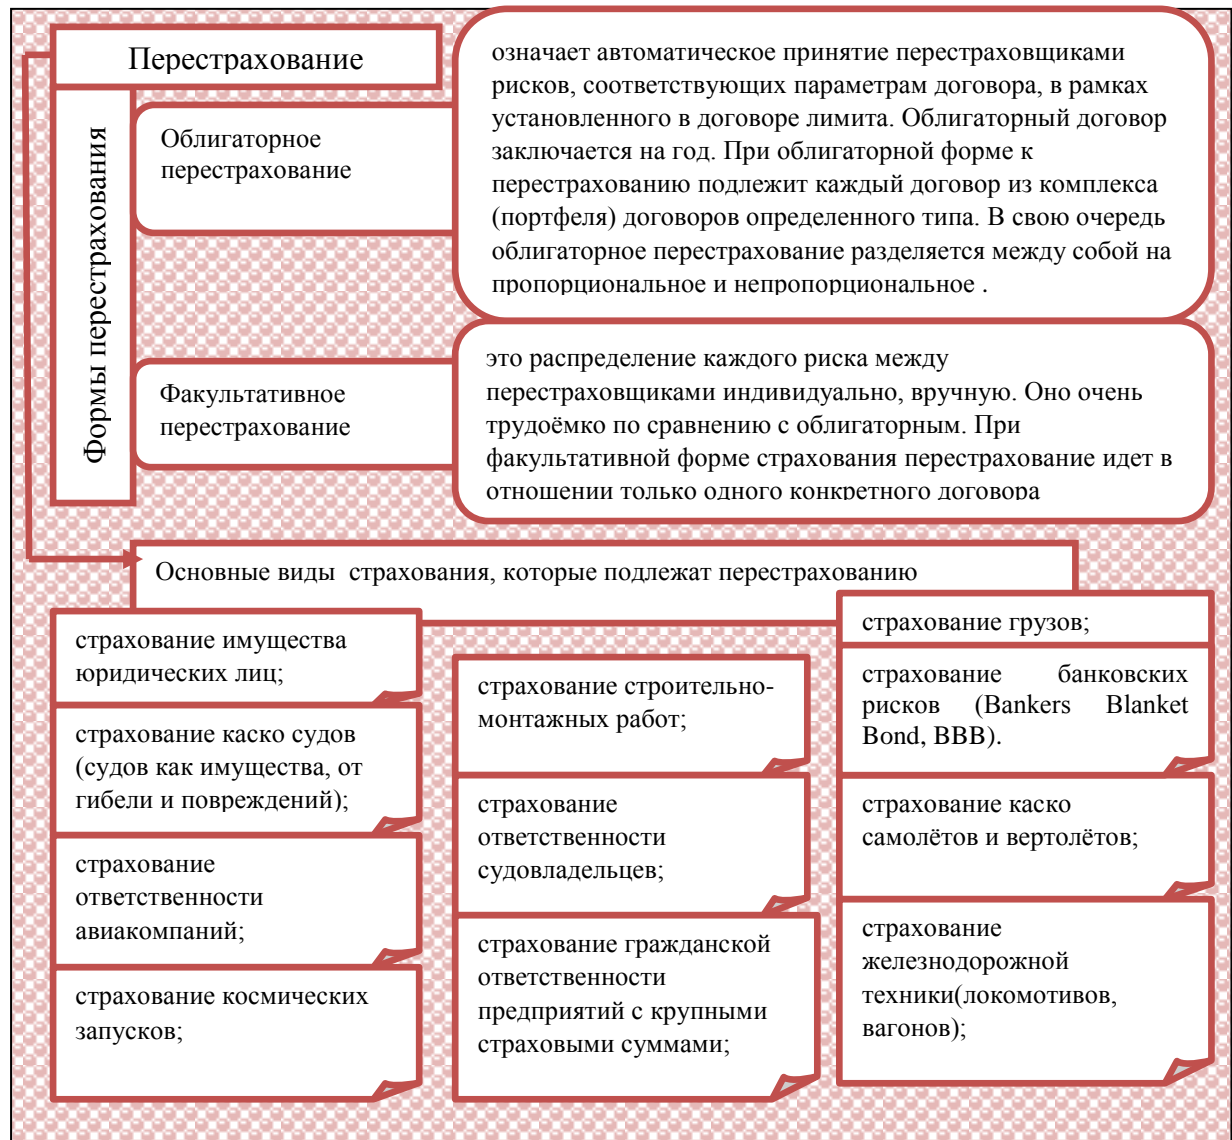 Перестрахование
Формы перестрахования
Облигаторное
перестрахование
означает автоматическое принятие перестраховщиками
рисков, соответствующих параметрам договора, в рамках
установленного в договоре лимита. Облигаторный договор
заключается на год. При облигаторной форме к
перестрахованию подлежит каждый договор из комплекса
(портфеля) договоров определенного типа. В свою очередь
облигаторное перестрахование разделяется между собой на
пропорциональное и непропорциональное .
Факультативное
перестрахование
это распределение каждого риска между
перестраховщиками индивидуально, вручную. Оно очень
трудоёмко по сравнению с облигаторным. При
факультативной форме страхования перестрахование идет в
отношении только одного конкретного договора
Основные виды  страхования, которые подлежат перестрахованию
страхование имущества
юридических лиц;
страхование каско судов
(судов как имущества, от
гибели и повреждений);
страхование
ответственности
авиакомпаний;
страхование космических
запусков;
страхование строительно-
монтажных работ;
страхование
ответственности
судовладельцев;
страхование гражданской
ответственности
предприятий с крупными
страховыми суммами;
страхование грузов;
страхование банковских
рисков (Bankers Blanket
Bond, BBB).
страхование каско
самолётов и вертолётов;
страхование
железнодорожной
техники(локомотивов,
вагонов);